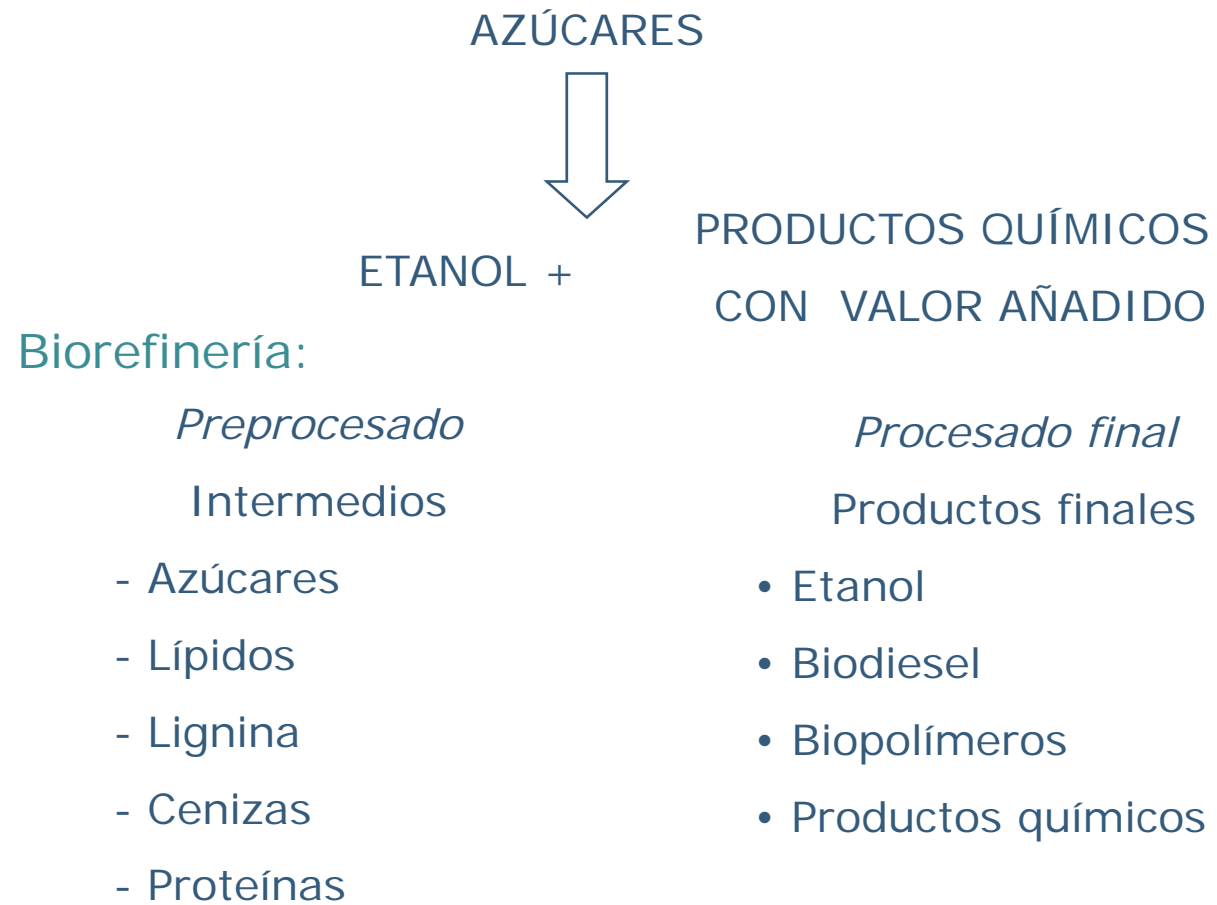 AZÚCARES
ETANOL +
PRODUCTOS QUÍMICOS
CON VALOR AÑADIDO
Biorefinería:
Preprocesado
Intermedios
- Azúcares
- Lípidos
- Lignina
- Cenizas
- Proteínas
Procesado final
Productos finales
• Etanol
• Biodiesel
• Biopolímeros
• Productos químicos